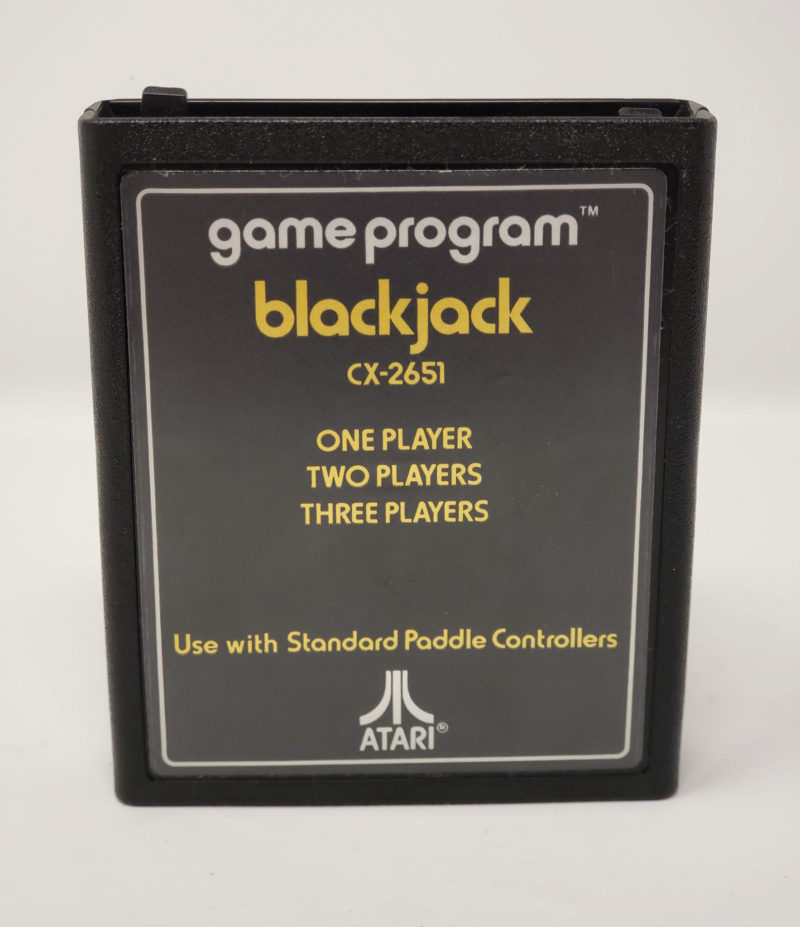 game program™
blackjack
CX-2651
ONE PLAYER
TWO PLAYERS
THREE PLAYERS
Use with Standard Paddle Controllers
ATARI®